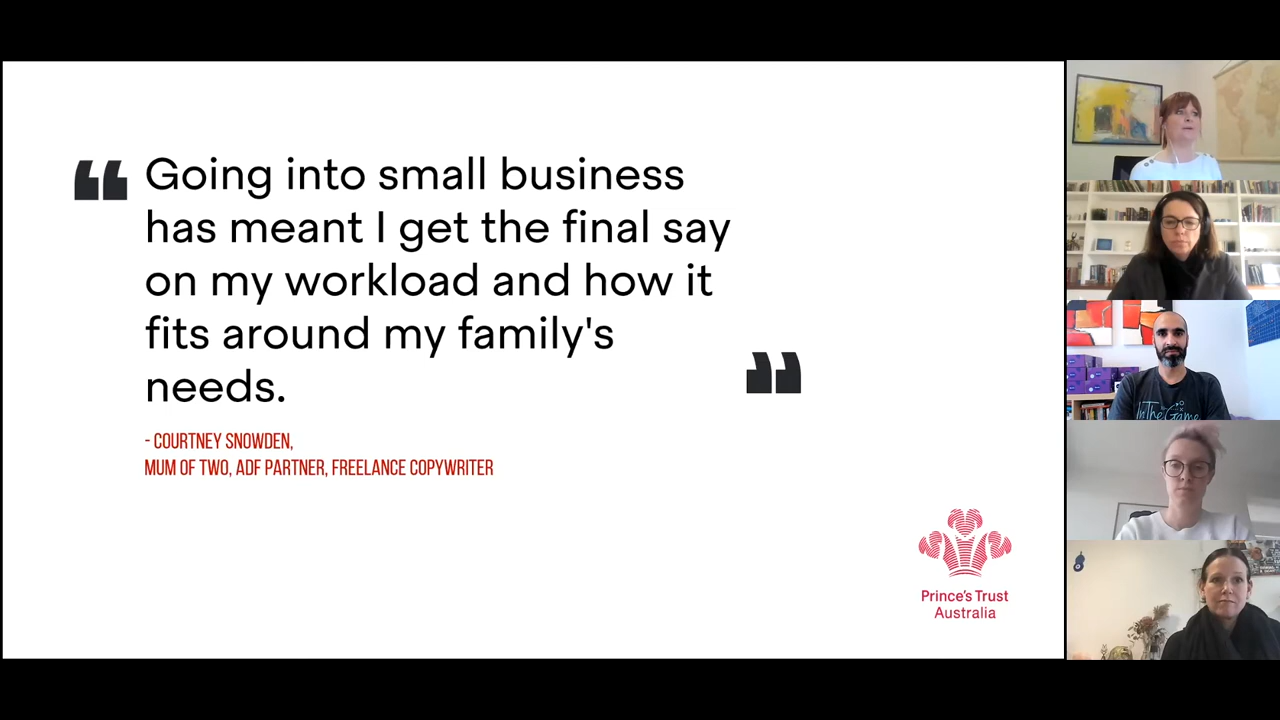 “
Going into small business
has meant I get the final say
on my workload and how it
fits around my family's
needs.
”
- COURTNEY SNOWDEN,
MUM OF TWO, ADF PARTNER, FREELANCE COPYWRITER
Prince's Trust
Australia
InTheGame